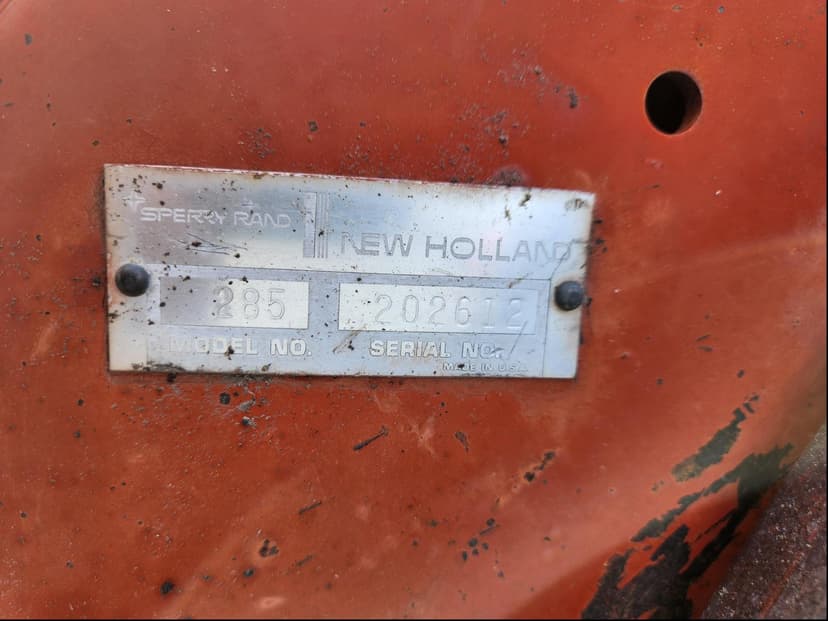 SPERRY RAND NEW HOLLAND
285 202612
MODEL NO. SERIAL NO.
MADE IN U.S.A.